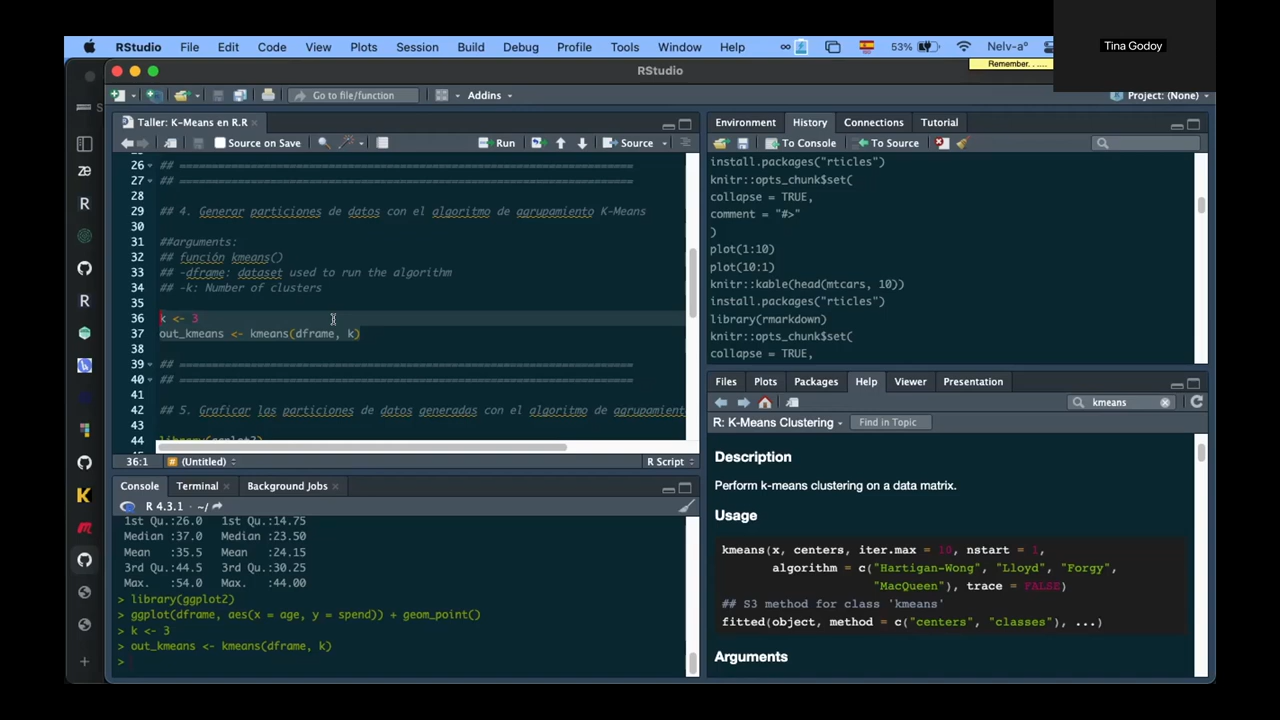 Tina Godoy
RStudio File Edit Code View Plots Session Build Debug Profile Tools Window Help 53% Nelv-a°
Remember. . ....
RStudio
Go to file/function Addins Project: (None)
Taller: K-Means en R.R
Source on Save Run Source
26 ## ===========================================================================
27 ## ===========================================================================
28
29 ## 4. Generar particiones de datos con el algoritmo de agrupamiento K-Means
30
31 ##arguments:
32 ## función kmeans()
33 ## -dframe: dataset used to run the algorithm
34 ## -k: Number of clusters
35
36 k <- 3
37 out_kmeans <- kmeans(dframe, k)
38
39 ## ===========================================================================
40 ## ===========================================================================
41
42 ## 5. Graficar las particiones de datos generadas con el algoritmo de agrupamient
43
44 library(ggplot2)
36:1 (Untitled) R Script
Console Terminal Background Jobs
R 4.3.1 · ~/
1st Qu.:26.0 1st Qu.:14.75
Median :37.0 Median :23.50
Mean :35.5 Mean :24.15
3rd Qu.:44.5 3rd Qu.:30.25
Max. :54.0 Max. :44.00
> library(ggplot2)
> ggplot(dframe, aes(x = age, y = spend)) + geom_point()
> k <- 3
> out_kmeans <- kmeans(dframe, k)
>
Environment History Connections Tutorial
To Console To Source
install.packages("rticles")
knitr::opts_chunk$set(
collapse = TRUE,
comment = "#>"
)
plot(1:10)
plot(10:1)
knitr::kable(head(mtcars, 10))
install.packages("rticles")
library(rmarkdown)
knitr::opts_chunk$set(
collapse = TRUE,
Files Plots Packages Help Viewer Presentation
kmeans
R: K-Means Clustering Find in Topic
Description
Perform k-means clustering on a data matrix.
Usage
kmeans(x, centers, iter.max = 10, nstart = 1,
algorithm = c("Hartigan-Wong", "Lloyd", "Forgy",
"MacQueen"), trace = FALSE)
## S3 method for class 'kmeans'
fitted(object, method = c("centers", "classes"), ...)
Arguments